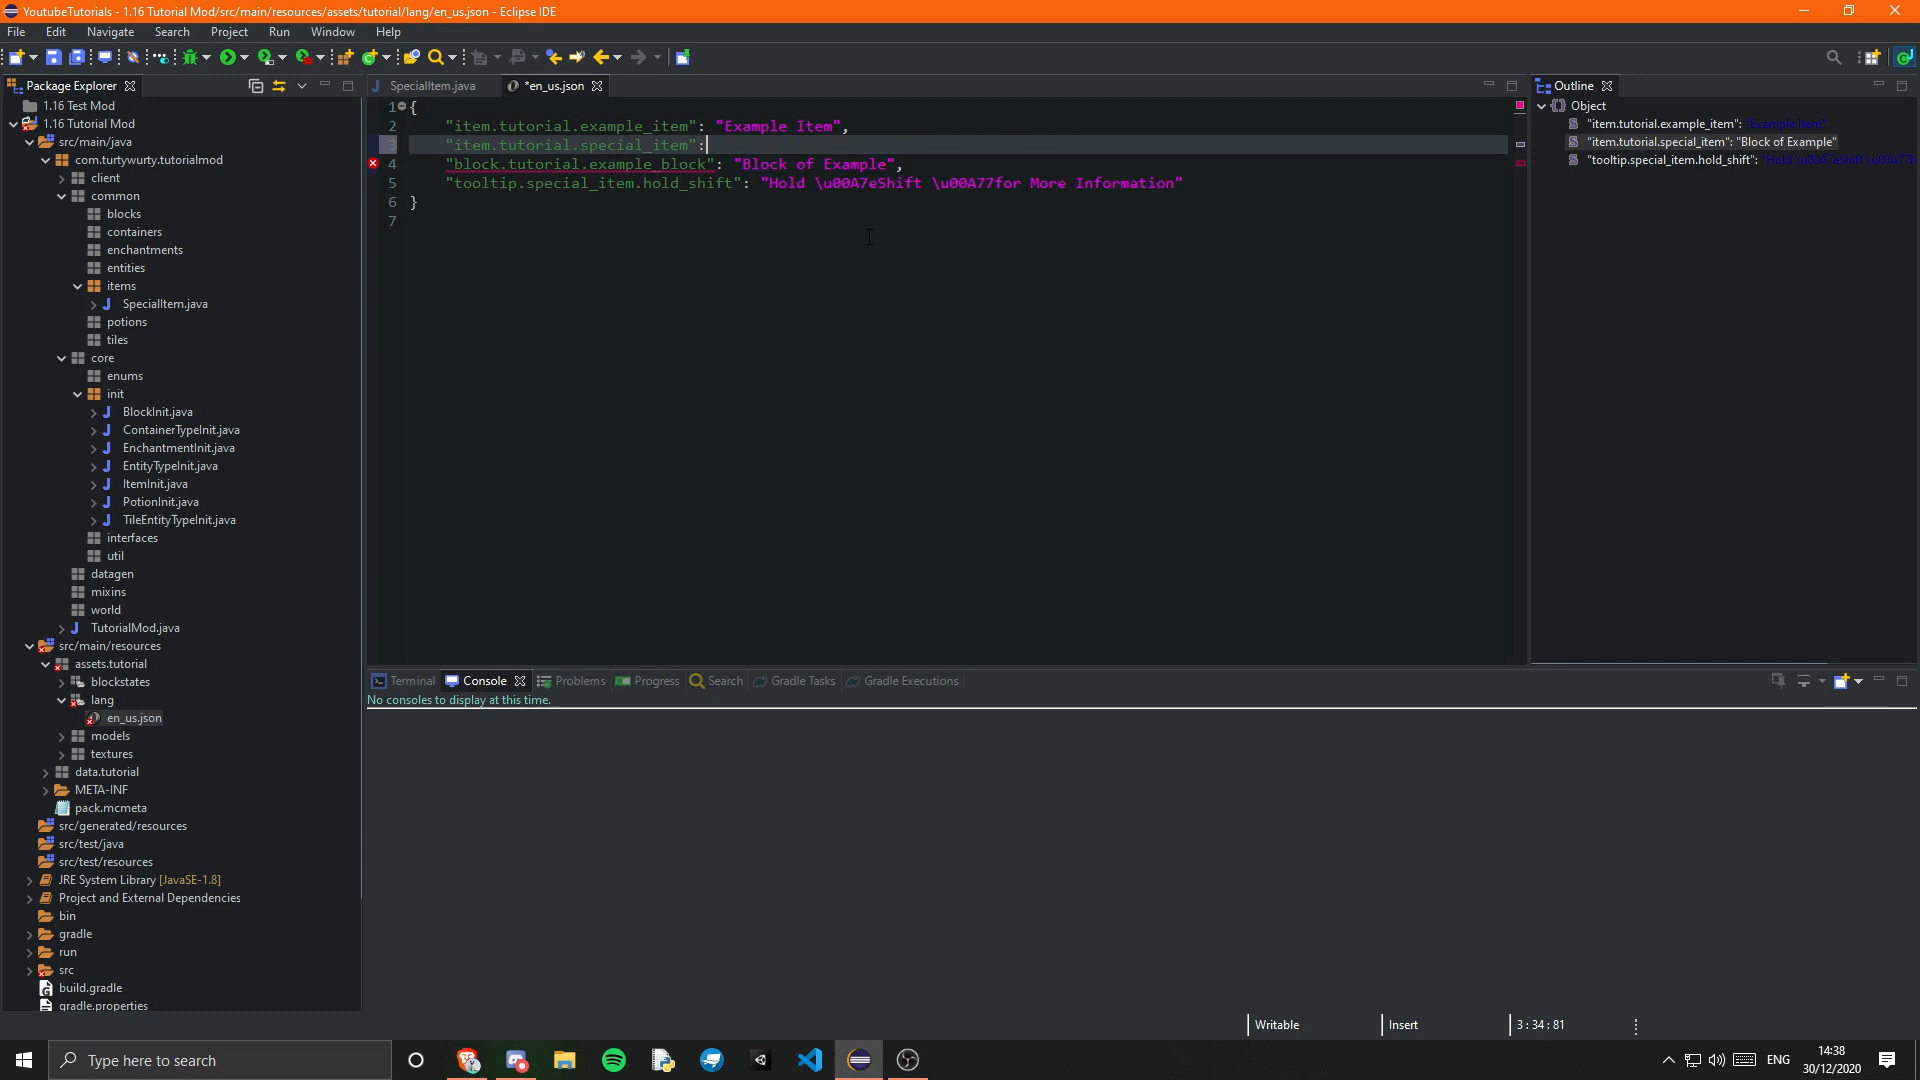 YoutubeTutorials - 1.16 Tutorial Mod/src/main/resources/assets/tutorial/lang/en_us.json - Eclipse IDE
File Edit Navigate Search Project Run Window Help
Package Explorer
1.16 Test Mod
1.16 Tutorial Mod
src/main/java
com.turtywurty.tutorialmod
client
common
blocks
containers
enchantments
entities
items
SpecialItem.java
potions
tiles
core
enums
init
BlockInit.java
ContainerTypeInit.java
EnchantmentInit.java
EntityTypeInit.java
ItemInit.java
PotionInit.java
TileEntityTypeInit.java
interfaces
util
datagen
mixins
world
TutorialMod.java
src/main/resources
assets.tutorial
blockstates
lang
en_us.json
models
textures
data.tutorial
META-INF
pack.mcmeta
src/generated/resources
src/test/java
src/test/resources
JRE System Library [JavaSE-1.8]
Project and External Dependencies
bin
gradle
run
src
build.gradle
gradle.properties
SpecialItem.java *en_us.json
1 {
2 "item.tutorial.example_item": "Example Item",
3 "item.tutorial.special_item":
4 "block.tutorial.example_block": "Block of Example",
5 "tooltip.special_item.hold_shift": "Hold \u00A7eShift \u00A77for More Information"
6 }
7
Outline
Object
"item.tutorial.example_item": "Example Item"
"item.tutorial.special_item": "Block of Example"
"tooltip.special_item.hold_shift": "Hold \u00A7eShift \u00A77f
Terminal Console Problems Progress Search Gradle Tasks Gradle Executions
No consoles to display at this time.
Writable Insert 3 : 34 : 81
Type here to search
ENG
14:38
30/12/2020